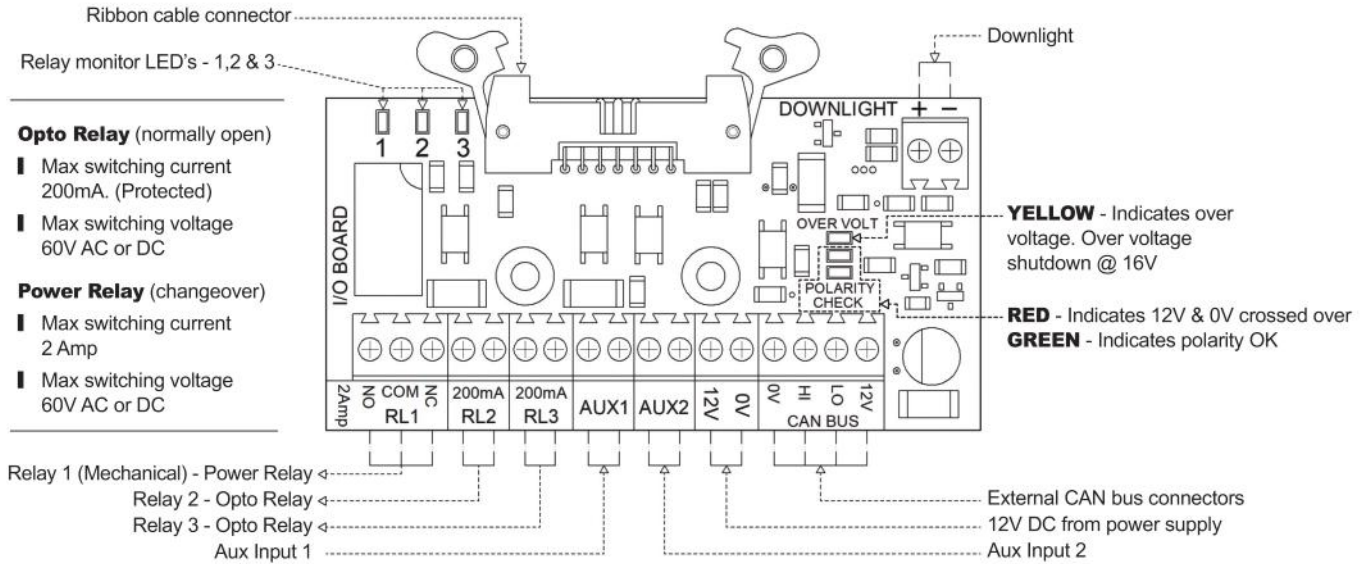 Ribbon cable connector
Relay monitor LED's - 1,2 & 3
Opto Relay (normally open)
Max switching current
200mA. (Protected)
Max switching voltage
60V AC or DC
Power Relay (changeover)
Max switching current
2 Amp
Max switching voltage
60V AC or DC
Downlight
DOWNLIGHT + −
1 2 3
I/O BOARD
OVER VOLT
POLARITY
CHECK
YELLOW - Indicates over
voltage. Over voltage
shutdown @ 16V
RED - Indicates 12V & 0V crossed over
GREEN - Indicates polarity OK
2Amp
NO COM NC
RL1
200mA
RL2
200mA
RL3
AUX1
AUX2
12V 0V
0V HI LO 12V
CAN BUS
Relay 1 (Mechanical) - Power Relay
Relay 2 - Opto Relay
Relay 3 - Opto Relay
Aux Input 1
External CAN bus connectors
12V DC from power supply
Aux Input 2